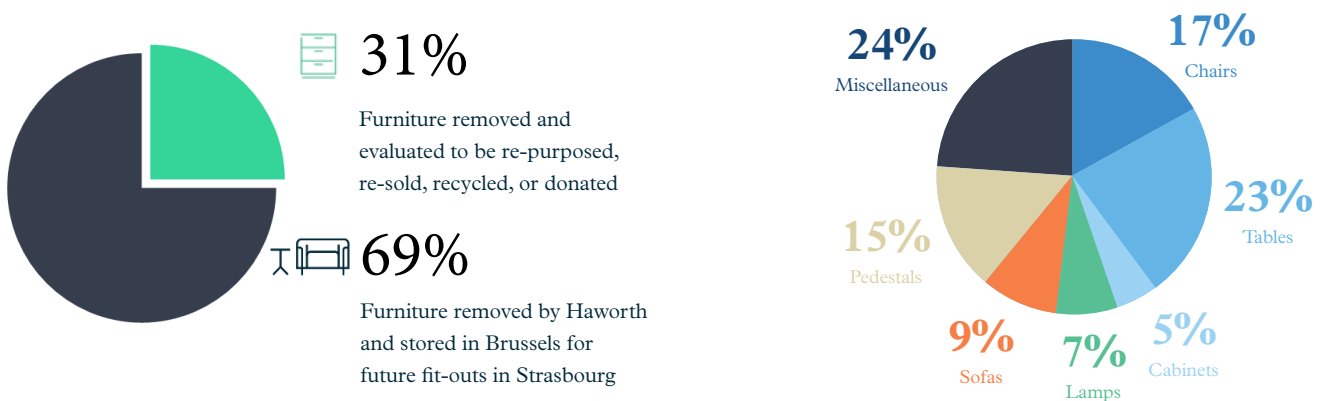 31%
Furniture removed and
evaluated to be re-purposed,
re-sold, recycled, or donated
69%
Furniture removed by Haworth
and stored in Brussels for
future fit-outs in Strasbourg
24%
Miscellaneous
17%
Chairs
23%
Tables
15%
Pedestals
9%
Sofas
7%
Lamps
5%
Cabinets